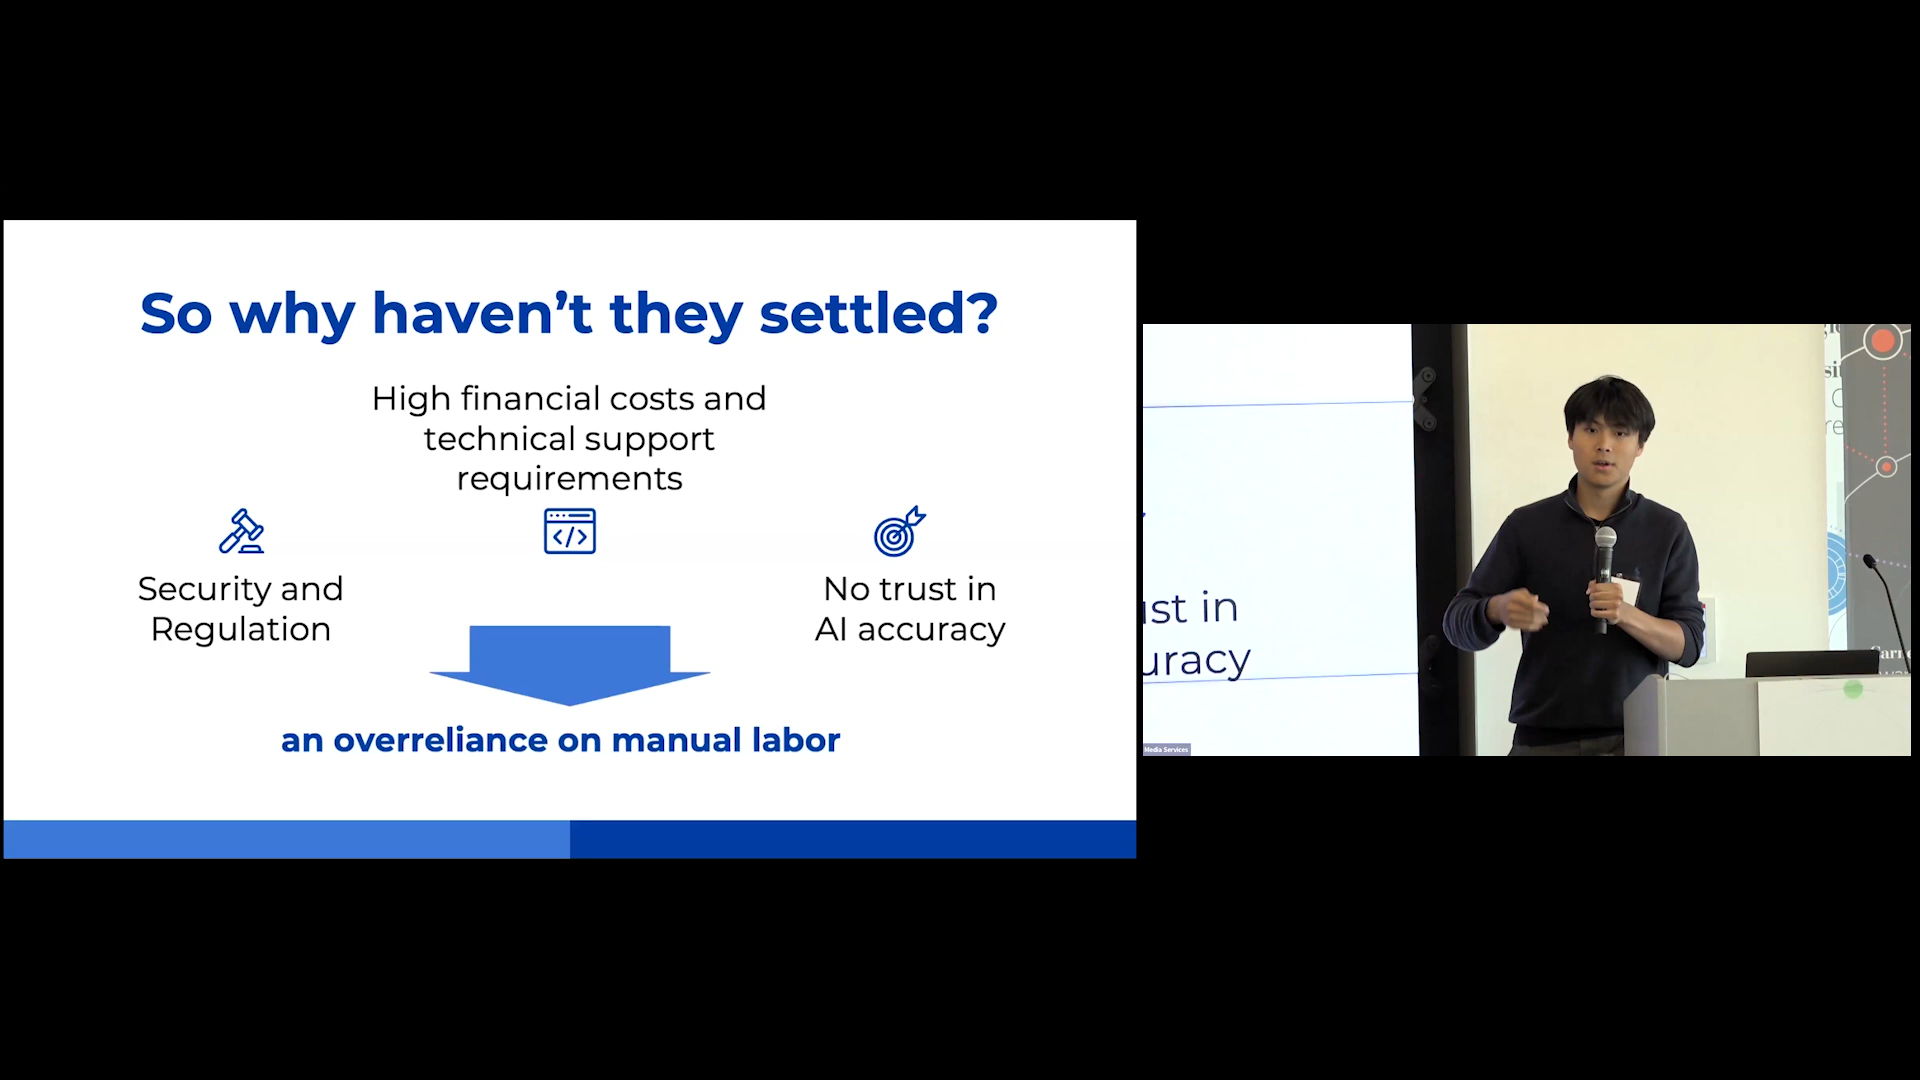 So why haven’t they settled?
High financial costs and
technical support
requirements
Security and
Regulation
No trust in
AI accuracy
an overreliance on manual labor
ust in
uracy
Media Services